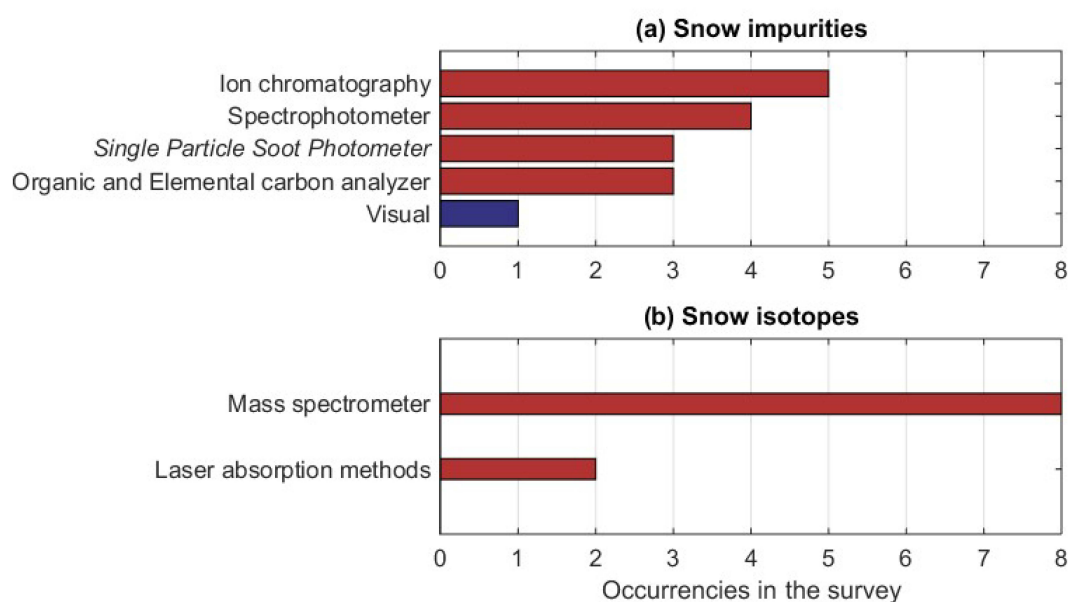 (a) Snow impurities
Ion chromatography
Spectrophotometer
Single Particle Soot Photometer
Organic and Elemental carbon analyzer
Visual
0 1 2 3 4 5 6 7 8
(b) Snow isotopes
Mass spectrometer
Laser absorption methods
0 1 2 3 4 5 6 7 8
Occurrencies in the survey